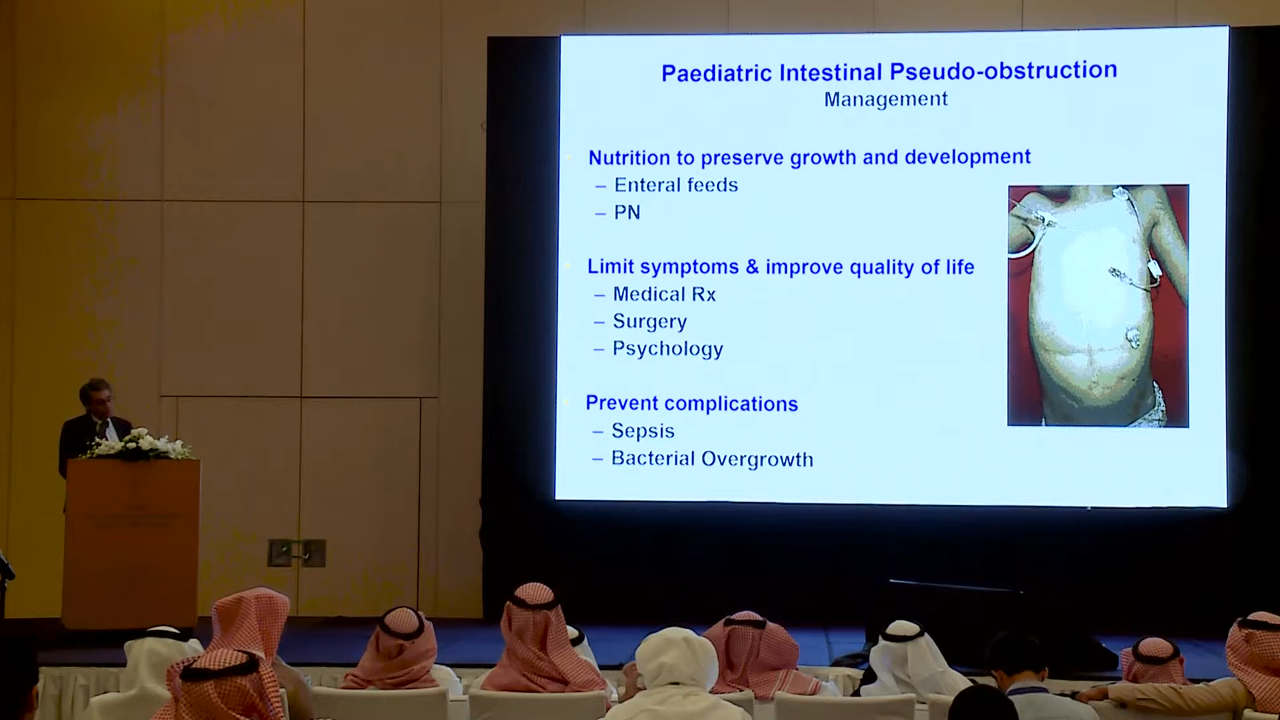 Paediatric Intestinal Pseudo-obstruction
Management
Nutrition to preserve growth and development
– Enteral feeds
– PN
Limit symptoms & improve quality of life
– Medical Rx
– Surgery
– Psychology
Prevent complications
– Sepsis
– Bacterial Overgrowth